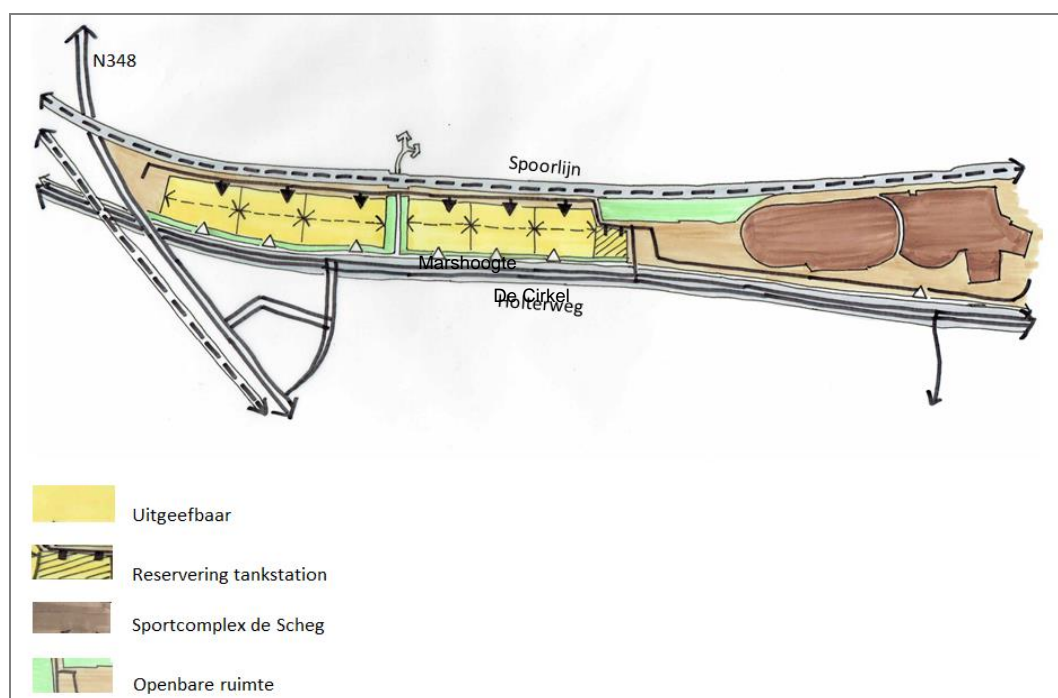 N348
Spoorlijn
Marshoogte
De Cirkel
Holterweg
Uitgeefbaar
Reservering tankstation
Sportcomplex de Scheg
Openbare ruimte